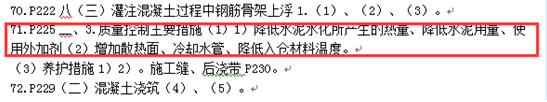 70.P222 八（三）灌注混凝土过程中钢筋骨架上浮 1.（1）、（2）、（3）。
71.P225 二、3.质量控制主要措施（1）1）降低水泥水化所产生的热量、降低水泥用量、使
用外加剂（2）增加散热面、冷却水管、降低入仓材料温度。
（3）养护措施 1）2）。施工缝、后浇带 P230。
72.P229（二）混凝土浇筑（4）、（5）。